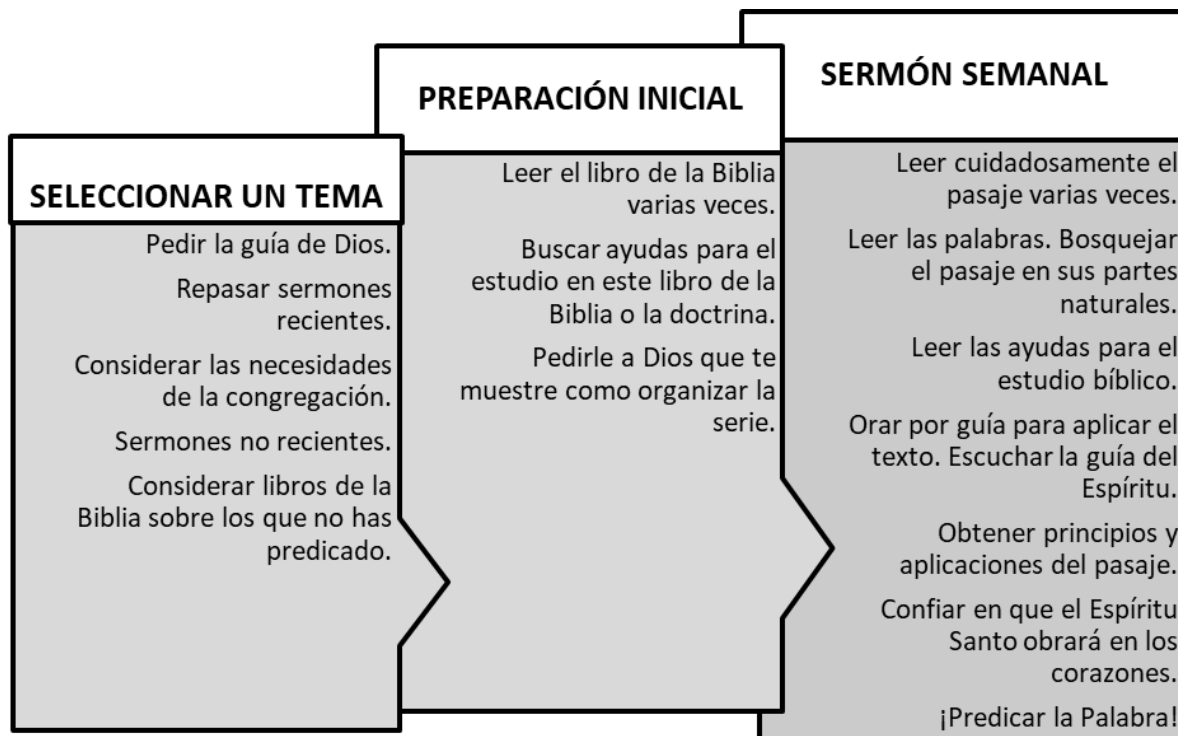 SELECCIONAR UN TEMA
Pedir la guía de Dios.
Repasar sermones
recientes.
Considerar las necesidades
de la congregación.
Sermones no recientes.
Considerar libros de la
Biblia sobre los que no has
predicado.
PREPARACIÓN INICIAL
Leer el libro de la Biblia
varias veces.
Buscar ayudas para el
estudio en este libro de la
Biblia o la doctrina.
Pedirle a Dios que te
muestre como organizar la
serie.
SERMÓN SEMANAL
Leer cuidadosamente el
pasaje varias veces.
Leer las palabras. Bosquejar
el pasaje en sus partes
naturales.
Leer las ayudas para el
estudio bíblico.
Orar por guía para aplicar el
texto. Escuchar la guía del
Espíritu.
Obtener principios y
aplicaciones del pasaje.
Confiar en que el Espíritu
Santo obrará en los
corazones.
¡Predicar la Palabra!